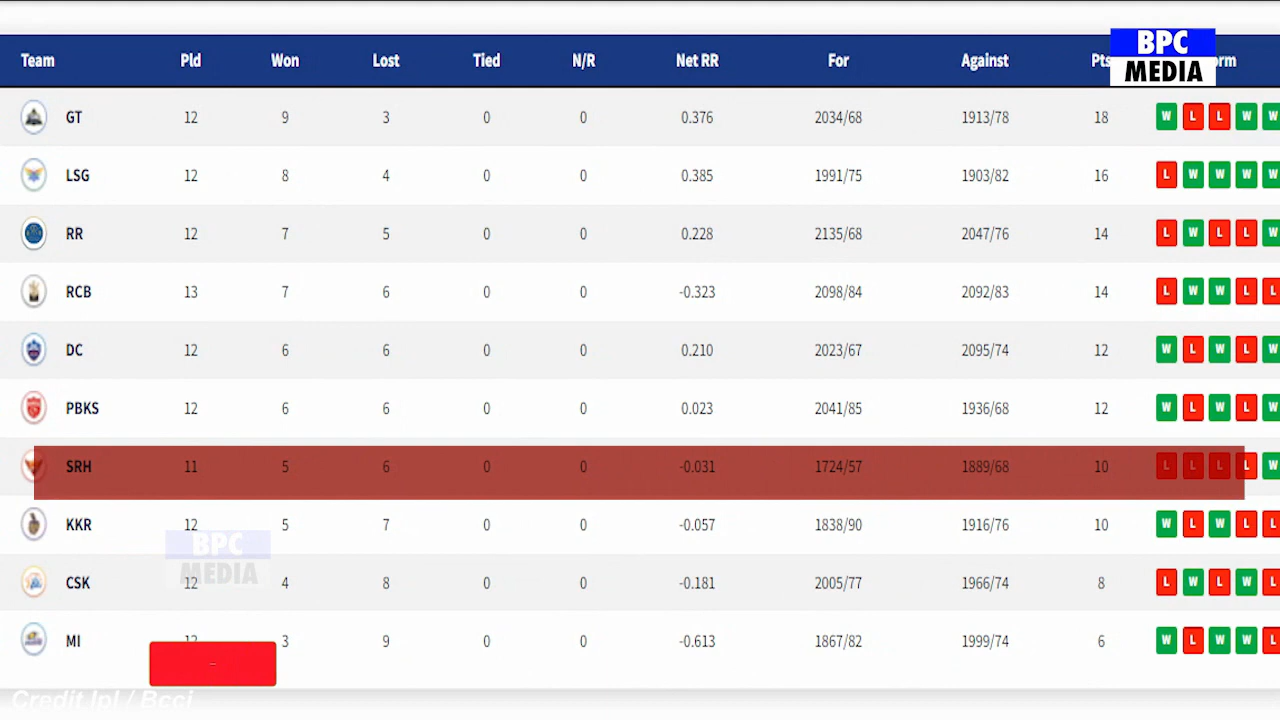 BPC
MEDIA
Team Pld Won Lost Tied N/R Net RR For Against Pts orm
GT 12 9 3 0 0 0.376 2034/68 1913/78 18 W L L W W
LSG 12 8 4 0 0 0.385 1991/75 1903/82 16 L W W W W
RR 12 7 5 0 0 0.228 2135/68 2047/76 14 L W L L W
RCB 13 7 6 0 0 -0.323 2098/84 2092/83 14 L W W L L
DC 12 6 6 0 0 0.210 2023/67 2095/74 12 W L W L W
PBKS 12 6 6 0 0 0.023 2041/85 1936/68 12 W L W L W
SRH 11 5 6 0 0 -0.031 1724/57 1889/68 10 L L L L W
KKR 12 5 7 0 0 -0.057 1838/90 1916/76 10 W L W L L
BPC
MEDIA
CSK 12 4 8 0 0 -0.181 2005/77 1966/74 8 L W L W L
MI 12 3 9 0 0 -0.613 1867/82 1999/74 6 W L W W L
Credit Ipl / Bcci